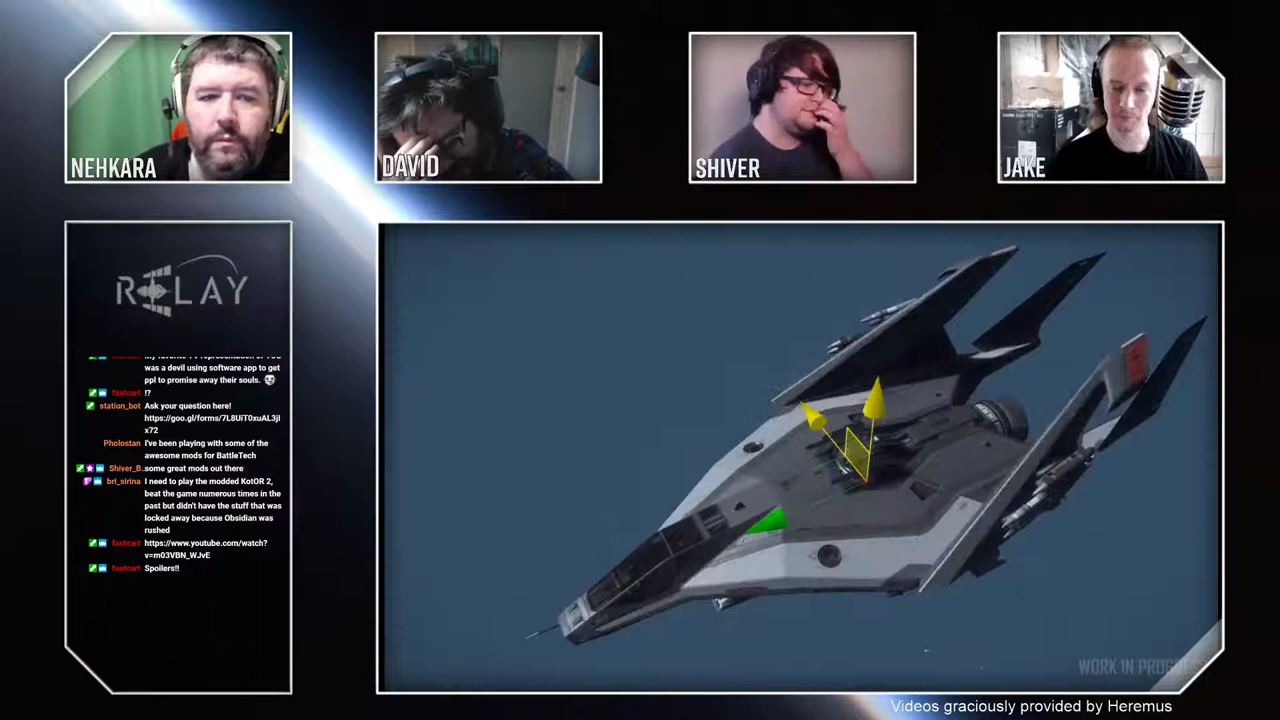 NEHKARA
DAVID
SHIVER
JAKE
RELAY
was a devil using software app to get
ppl to promise away their souls.
fastcart !?
station_bot Ask your question here!
https://goo.gl/forms/7L8UiT0xuAL3jI
x72
Pholostan I've been playing with some of the
awesome mods for BattleTech
Shiver_B.. some great mods out there
bri_sirina I need to play the modded KotOR 2,
beat the game numerous times in the
past but didn't have the stuff that was
locked away because Obsidian was
rushed
fastcart https://www.youtube.com/watch?
v=m03VBN_WJvE
fastcart Spoilers!!
WORK IN PROGRESS
Videos graciously provided by Heremus